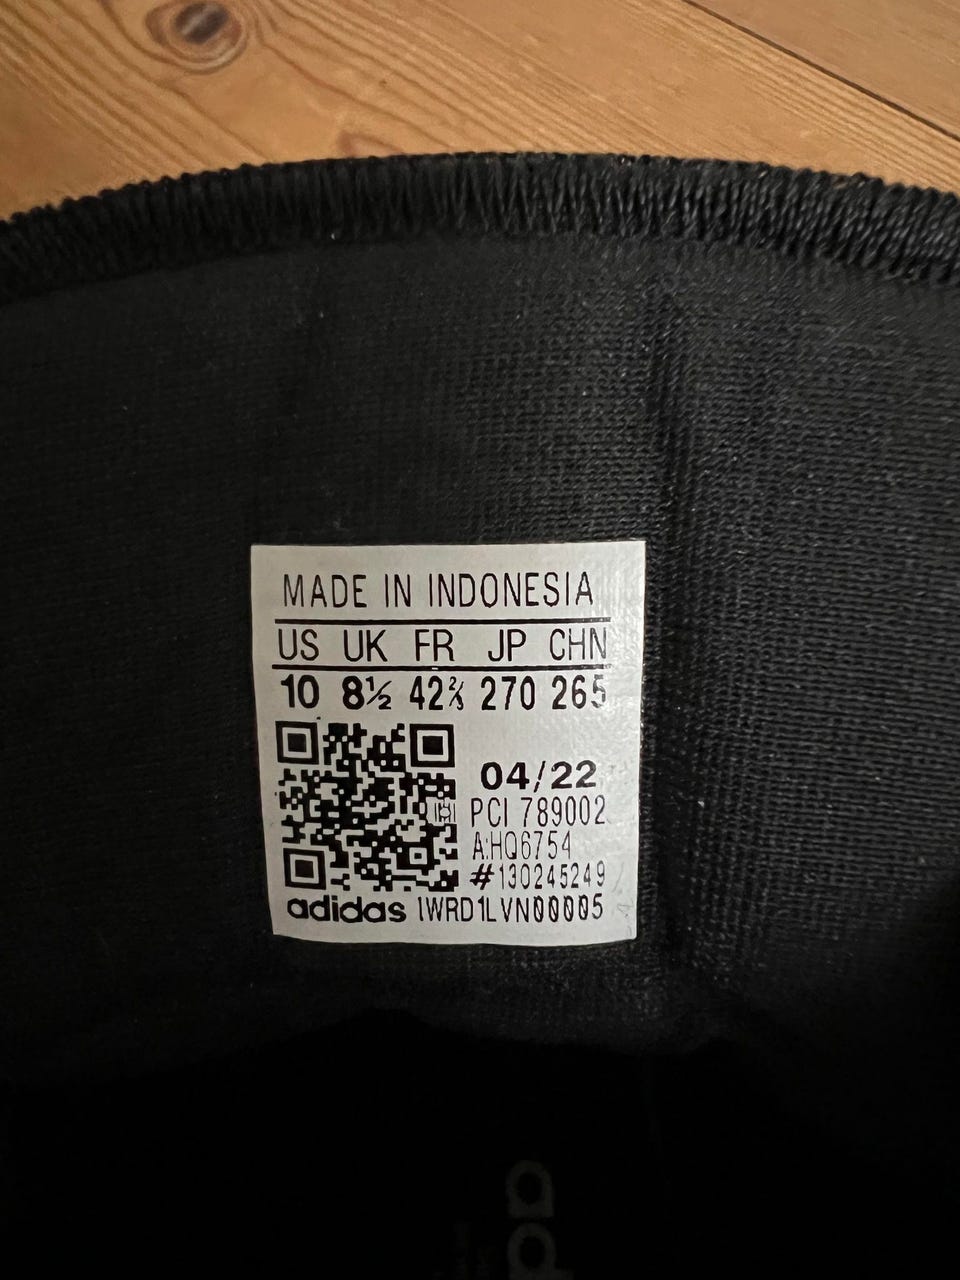 MADE IN INDONESIA
US UK FR JP CHN
10 8½ 42⅔ 270 265
04/22
PCI 789002
A:HQ6754
#130245249
adidas 1WRD1LVN00005